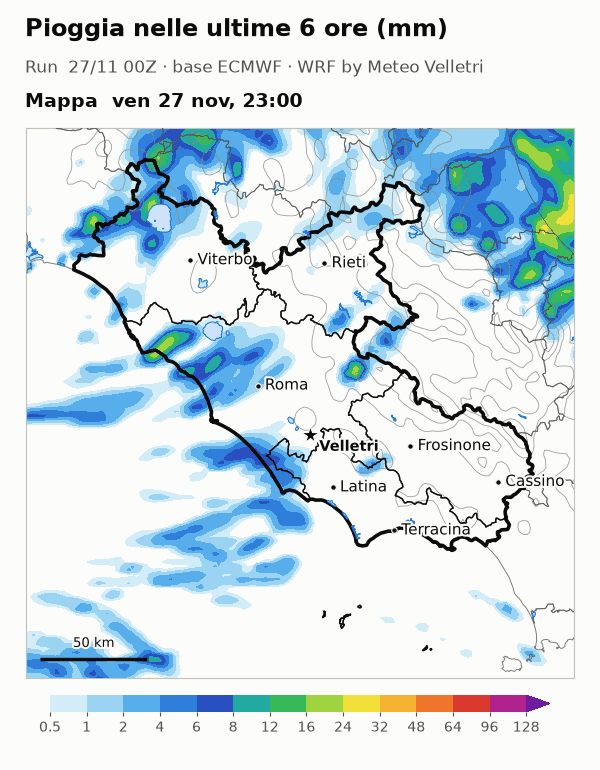 Pioggia nelle ultime 6 ore (mm)
Run  27/11 00Z · base ECMWF · WRF by Meteo Velletri
Mappa  ven 27 nov, 23:00
Viterbo
Rieti
Roma
Velletri
Frosinone
Cassino
Latina
Terracina
50 km
0.5 1 2 4 6 8 12 16 24 32 48 64 96 128